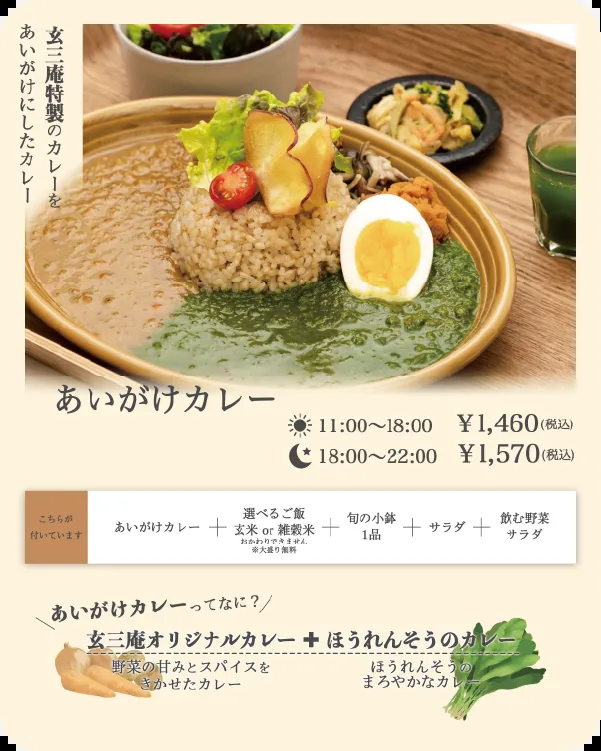 玄三庵特製のカレーを
あいがけにしたカレー
あいがけカレー
11:00〜18:00 ¥1,460(税込)
18:00〜22:00 ¥1,570(税込)
こちらが
付いています
あいがけカレー
+
選べるご飯
玄米 or 雑穀米
おかわりできません
※大盛り無料
+
旬の小鉢
1品
+
サラダ
+
飲む野菜
サラダ
\あいがけカレーってなに?/
玄三庵オリジナルカレー + ほうれんそうのカレー
野菜の甘みとスパイスを
きかせたカレー
ほうれんそうの
まろやかなカレー